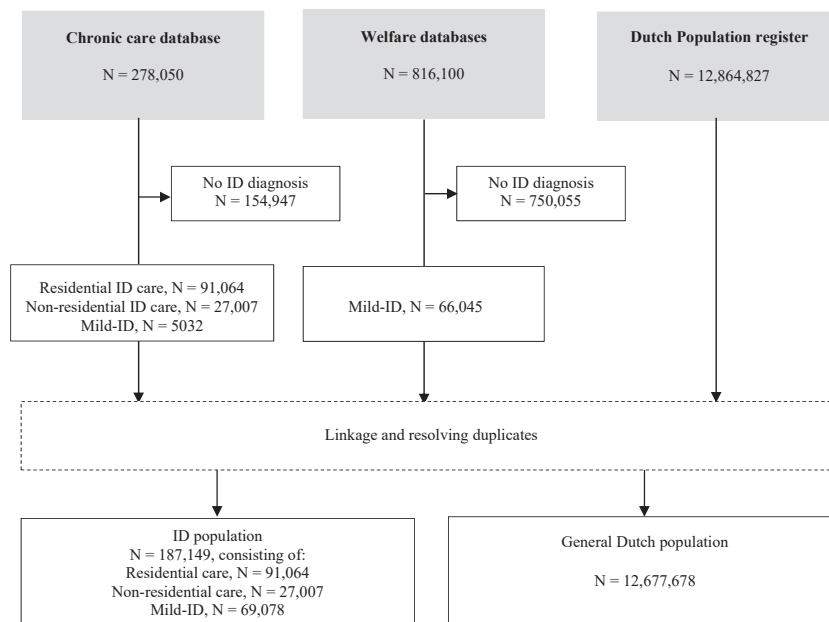 Chronic care database
N = 278,050
Welfare databases
N = 816,100
Dutch Population register
N = 12,864,827
No ID diagnosis
N = 154,947
No ID diagnosis
N = 750,055
Residential ID care, N = 91,064
Non-residential ID care, N = 27,007
Mild-ID, N = 5032
Mild-ID, N = 66,045
Linkage and resolving duplicates
ID population
N = 187,149, consisting of:
Residential care, N = 91,064
Non-residential care, N = 27,007
Mild-ID, N = 69,078
General Dutch population
N = 12,677,678